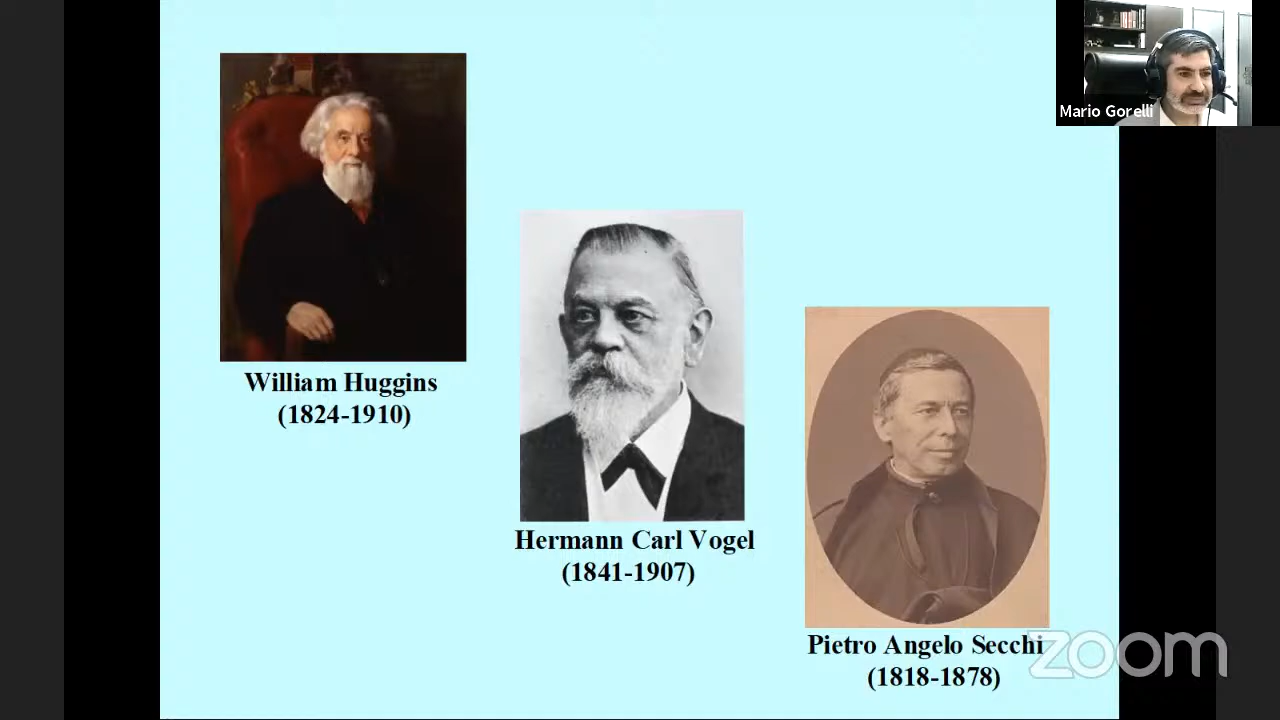 Mario Gorelli
William Huggins
(1824-1910)
Hermann Carl Vogel
(1841-1907)
Pietro Angelo Secchi
(1818-1878)
zoom